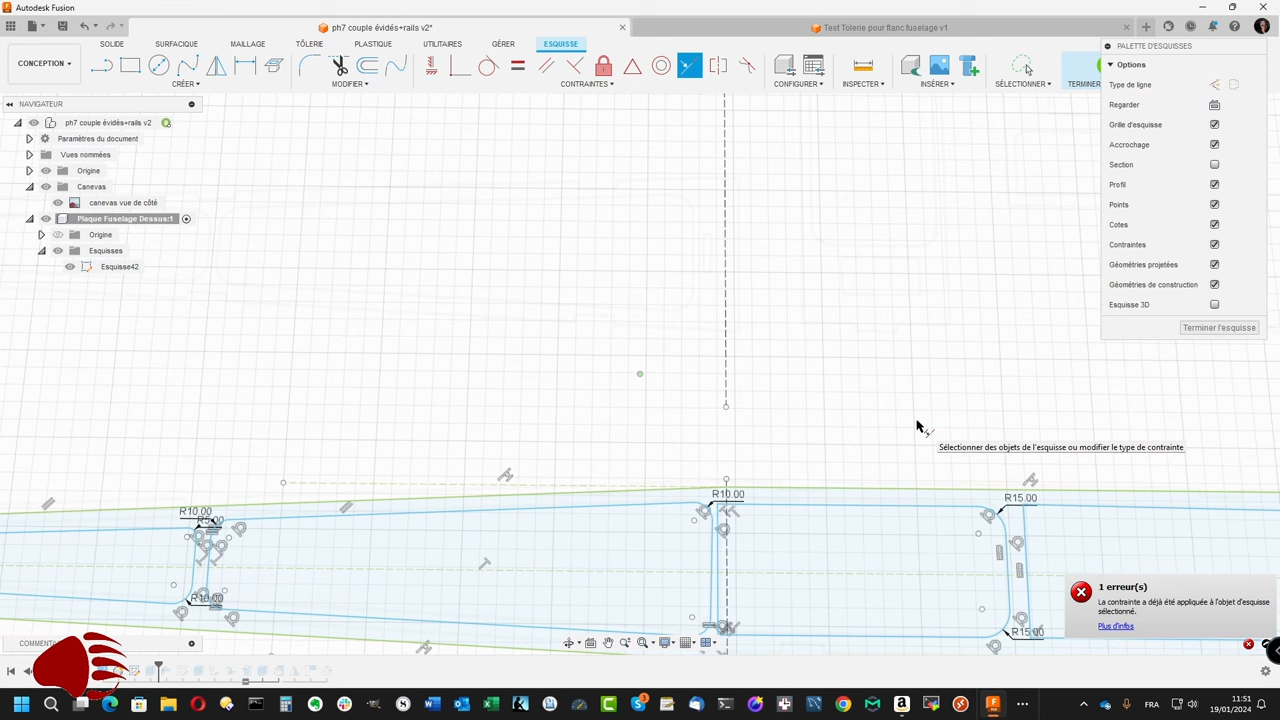 Autodesk Fusion
ph7 couple évidés+rails v2*
Test Tolerie pour flanc fuselage v1
CONCEPTION
SOLIDE
SURFACIQUE
MAILLAGE
TÔLERIE
PLASTIQUE
UTILITAIRES
GÉRER
ESQUISSE
CRÉER
MODIFIER
CONTRAINTES
CONFIGURER
INSPECTER
INSÉRER
SÉLECTIONNER
TERMINER
NAVIGATEUR
ph7 couple évidés+rails v2
Paramètres du document
Vues nommées
Origine
Canevas
canevas vue de côté
Plaque Fuselage Dessus:1
Origine
Esquisses
Esquisse42
PALETTE D'ESQUISSES
Options
Type de ligne
Regarder
Grille d'esquisse
Accrochage
Section
Profil
Points
Cotes
Contraintes
Géométries projetées
Géométries de construction
Esquisse 3D
Terminer l'esquisse
Sélectionner des objets de l'esquisse ou modifier le type de contrainte
R10.00
R5.00
R10.00
R10.00
R15.00
R15.00
1 erreur(s)
La contrainte a déjà été appliquée à l'objet d'esquisse
sélectionné.
Plus d'infos
COMMENTAI
3
FRA
11:51
19/01/2024